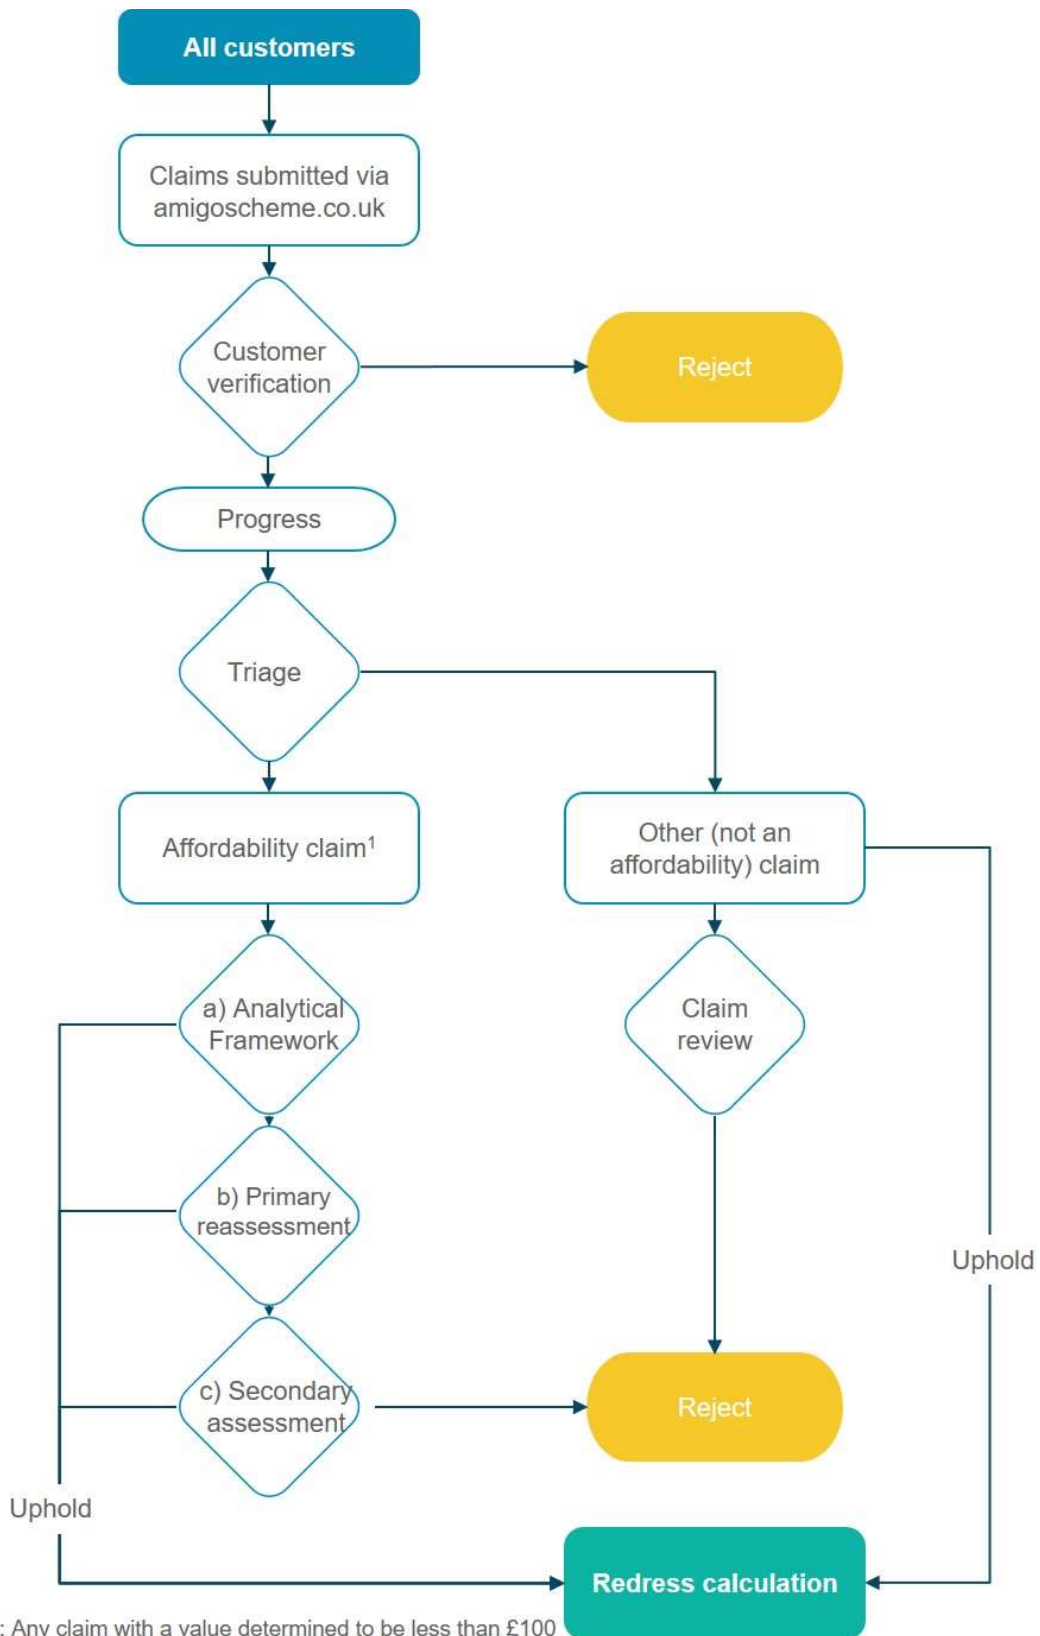 All customers
Claims submitted via
amigoscheme.co.uk
Customer
verification
Reject
Progress
Triage
Affordability claim¹
Other (not an
affordability) claim
a) Analytical
Framework
Claim
review
b) Primary
reassessment
Uphold
c) Secondary
assessment
Reject
Uphold
Redress calculation
: Any claim with a value determined to be less than £100